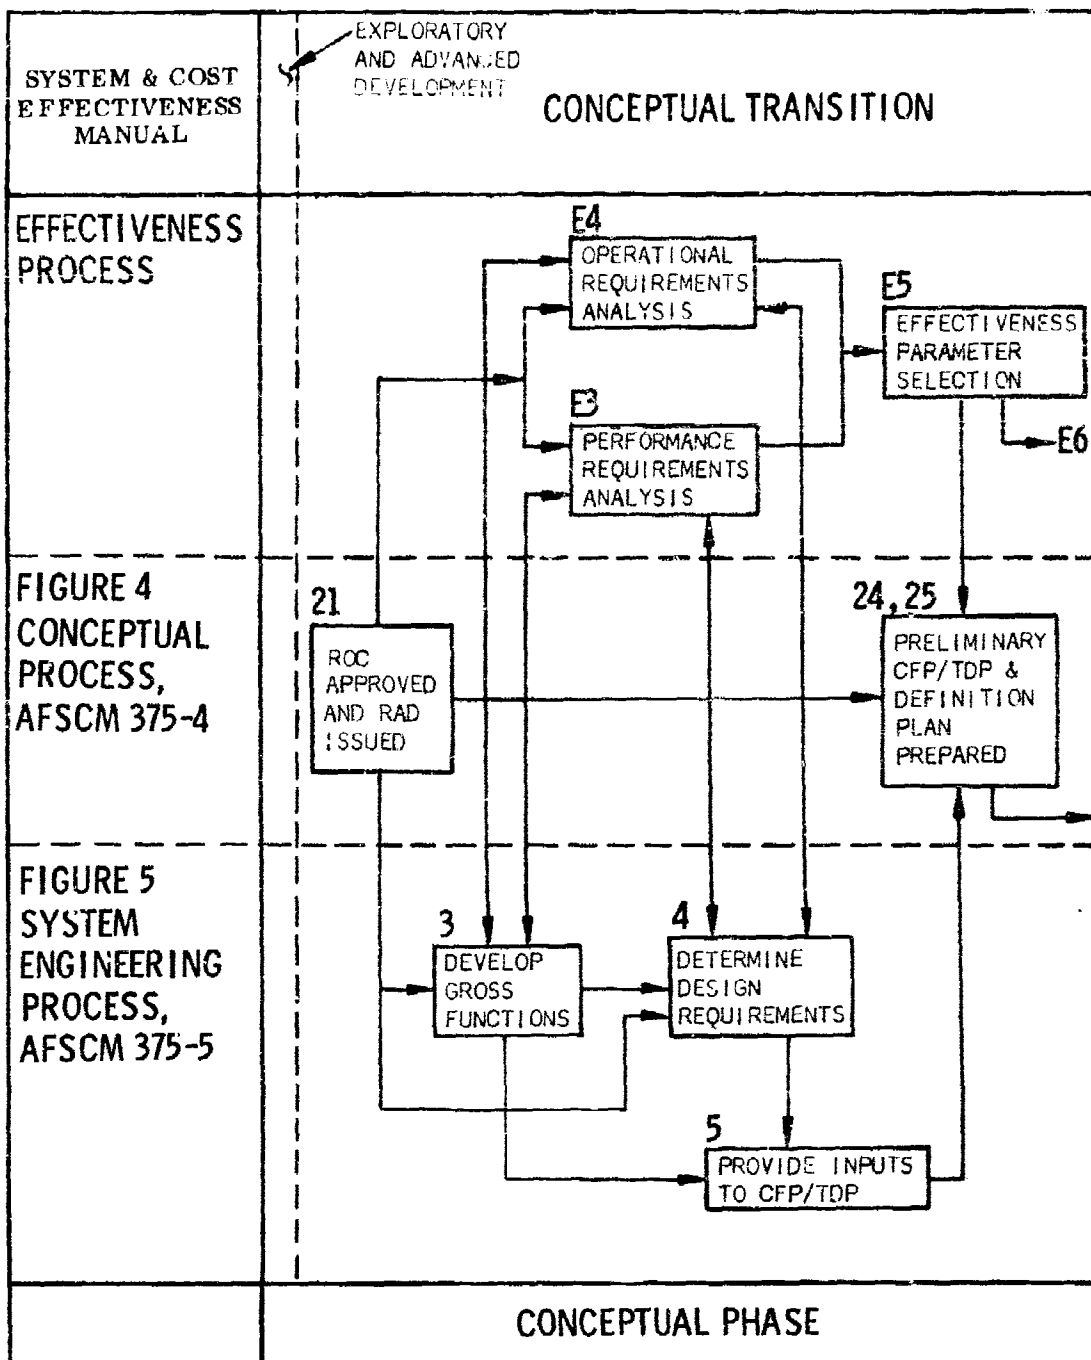 EXPLORATORY
AND ADVANCED
DEVELOPMENT
SYSTEM & COST
EFFECTIVENESS
MANUAL
CONCEPTUAL TRANSITION
EFFECTIVENESS
PROCESS
E4
OPERATIONAL
REQUIREMENTS
ANALYSIS
E5
EFFECTIVENESS
PARAMETER
SELECTION
E3
PERFORMANCE
REQUIREMENTS
ANALYSIS
E6
FIGURE 4
CONCEPTUAL
PROCESS,
AFSCM 375-4
21
ROC
APPROVED
AND RAD
ISSUED
24, 25
PRELIMINARY
CFP/TDP &
DEFINITION
PLAN
PREPARED
FIGURE 5
SYSTEM
ENGINEERING
PROCESS,
AFSCM 375-5
3
DEVELOP
GROSS
FUNCTIONS
4
DETERMINE
DESIGN
REQUIREMENTS
5
PROVIDE INPUTS
TO CFP/TDP
CONCEPTUAL PHASE